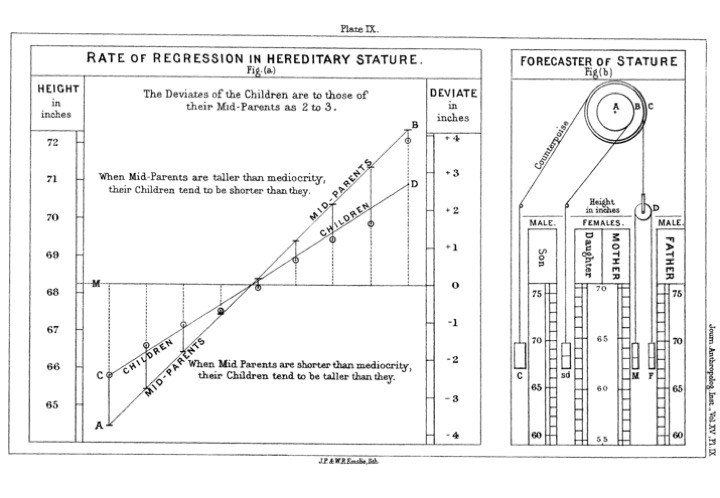 Plate IX.
RATE OF REGRESSION IN HEREDITARY STATURE.
Fig.(a)
HEIGHT
in
inches
The Deviates of the Children are to those of
their Mid-Parents as 2 to 3.
DEVIATE
in
inches
72
71
70
69
68
67
66
65
+ 4
+ 3
+ 2
+ 1
0
-1
-2
- 3
- 4
When Mid-Parents are taller than mediocrity,
their Children tend to be shorter than they.
MID-PARENTS
CHILDREN
B
D
M
C
A
CHILDREN
MID-PARENTS
When Mid Parents are shorter than mediocrity,
their Children tend to be taller than they.
FORECASTER OF STATURE
Fig(b)
A
B
C
Counterpoise
D
Height
in inches
MALE.
FEMALES.
MALE.
Son
Daughter
MOTHER
FATHER
75
70
65
60
70
65
60
55
75
70
65
60
C
sd
M
F
J.P.& W.R. Emslie, lith.
Journ. Anthropolog. Inst., Vol. XV, Pl. IX